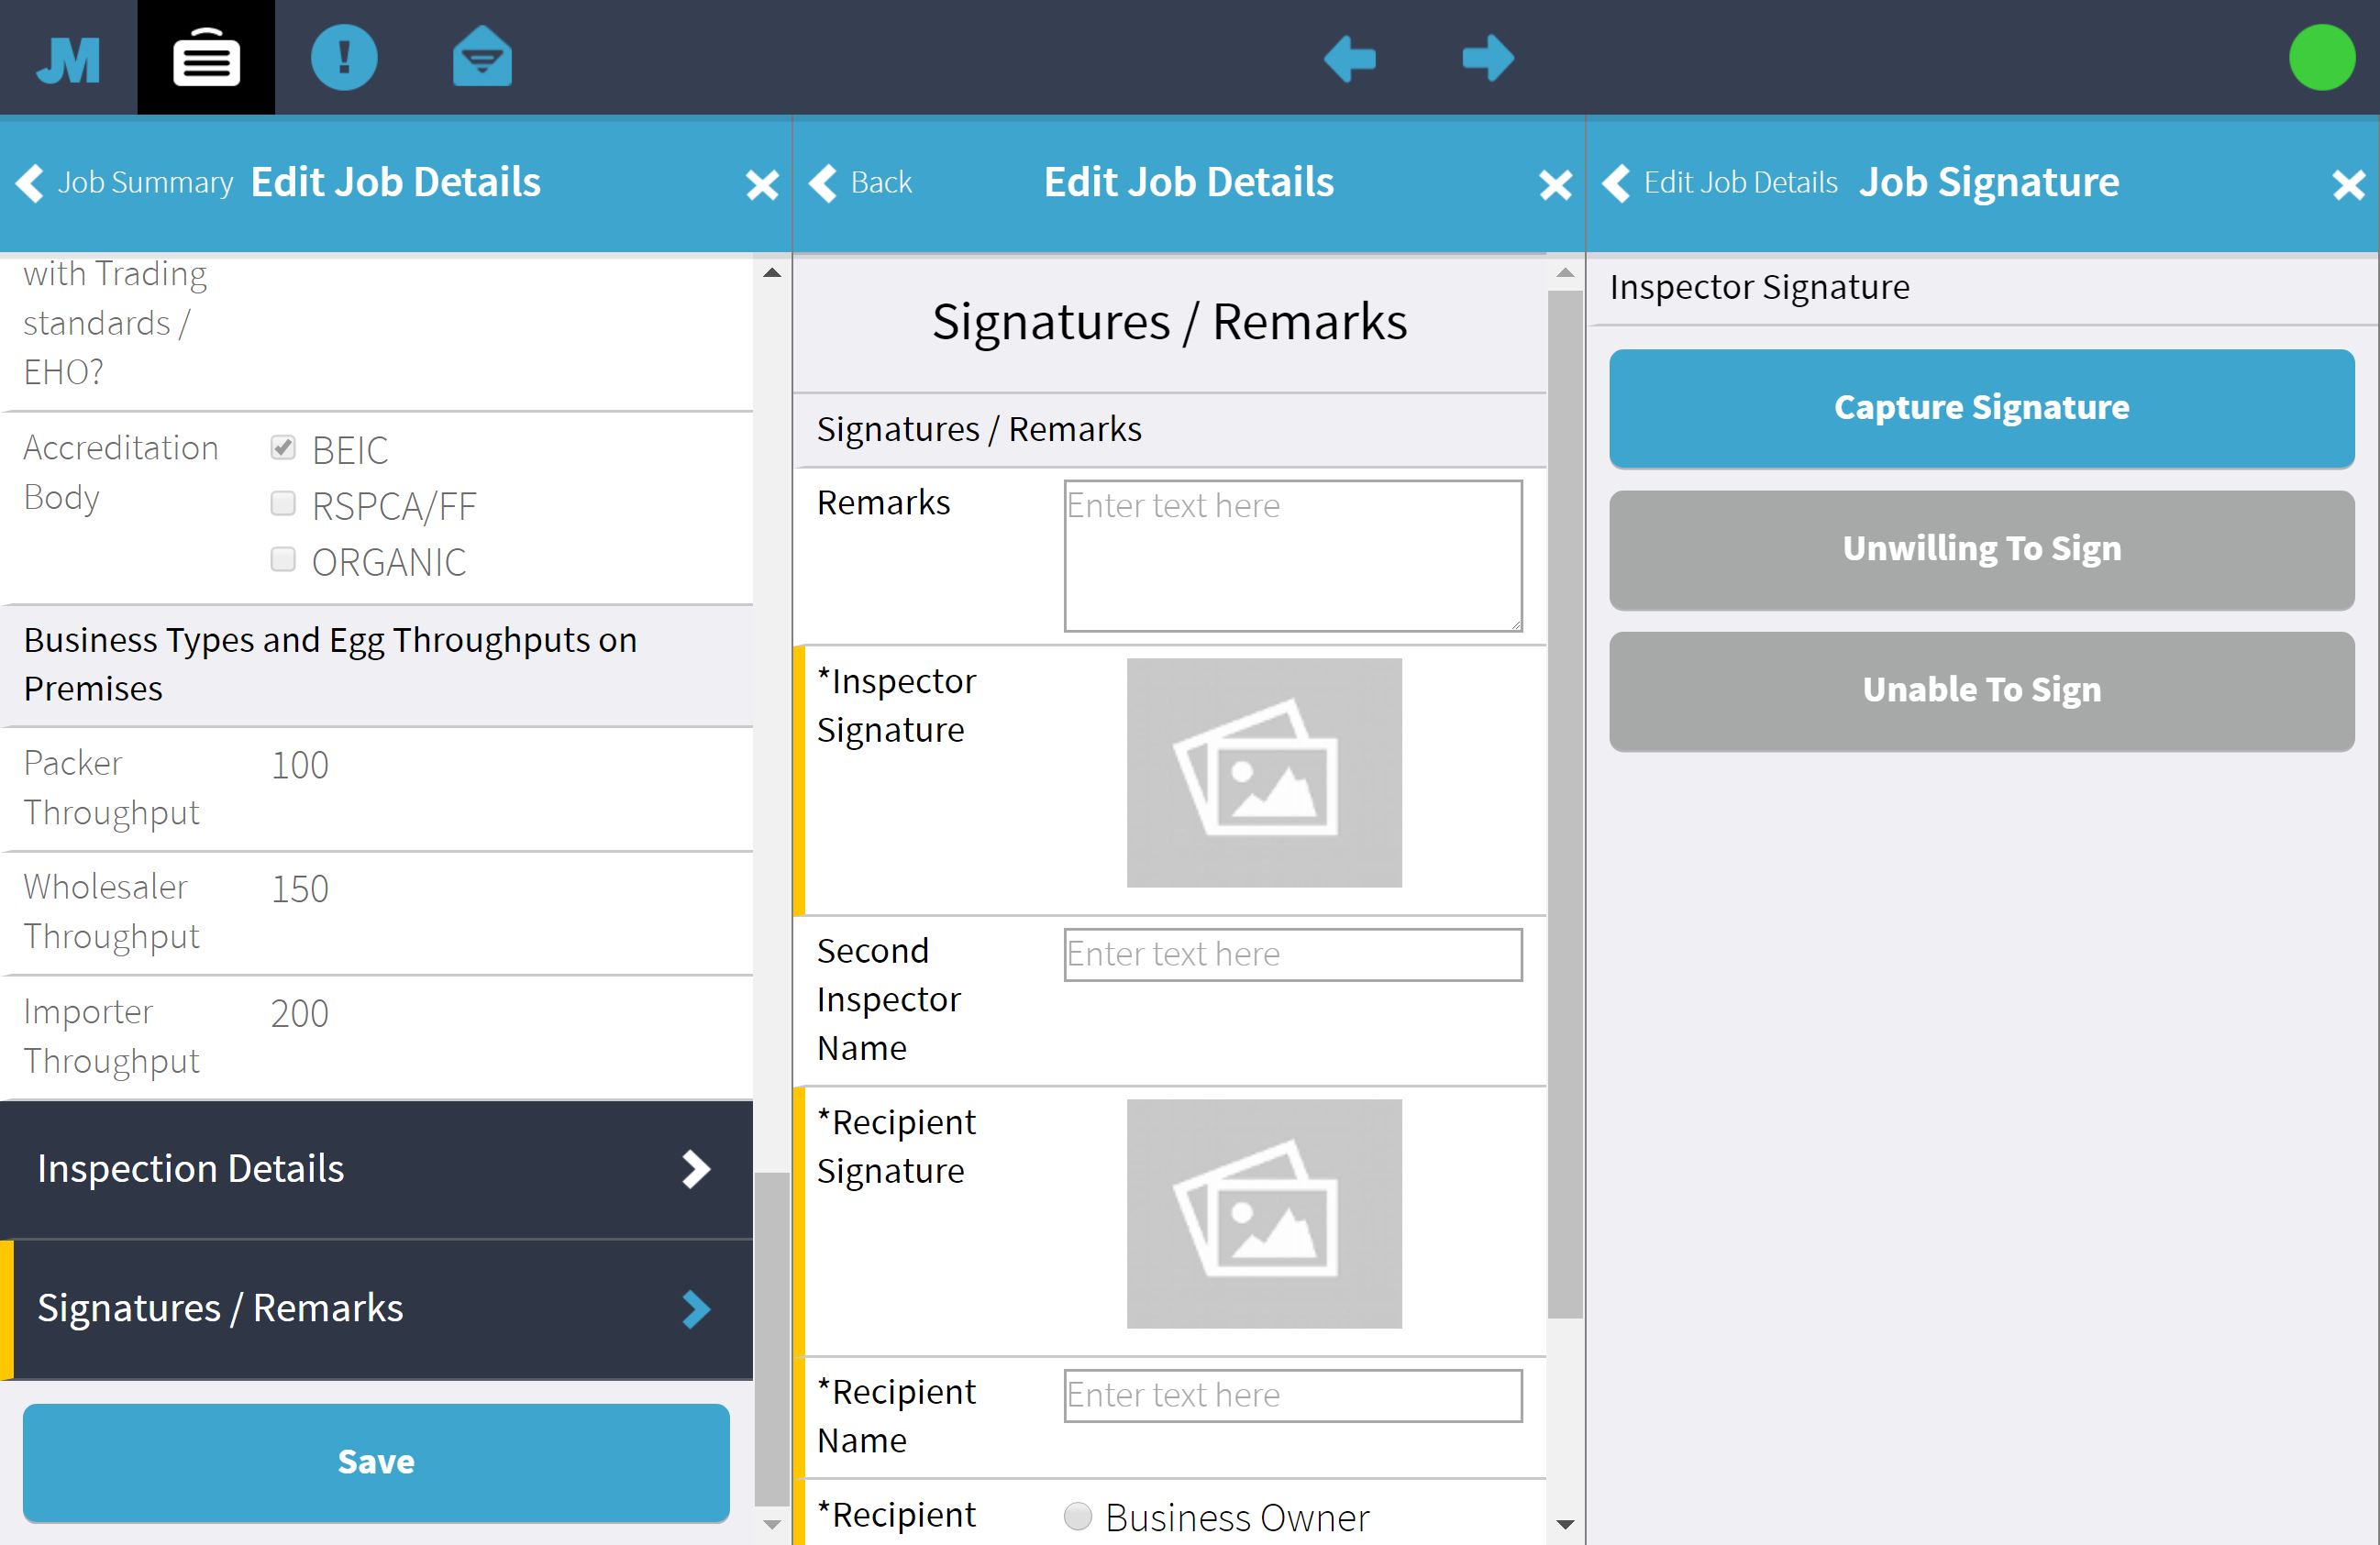 JM
Job Summary Edit Job Details
with Trading
standards /
EHO?
Accreditation
Body
BEIC
RSPCA/FF
ORGANIC
Business Types and Egg Throughputs on
Premises
Packer
Throughput
100
Wholesaler
Throughput
150
Importer
Throughput
200
Inspection Details
Signatures / Remarks
Save
Back Edit Job Details
Signatures / Remarks
Signatures / Remarks
Remarks
Enter text here
*Inspector
Signature
Second
Inspector
Name
Enter text here
*Recipient
Signature
*Recipient
Name
Enter text here
*Recipient
Business Owner
Edit Job Details Job Signature
Inspector Signature
Capture Signature
Unwilling To Sign
Unable To Sign